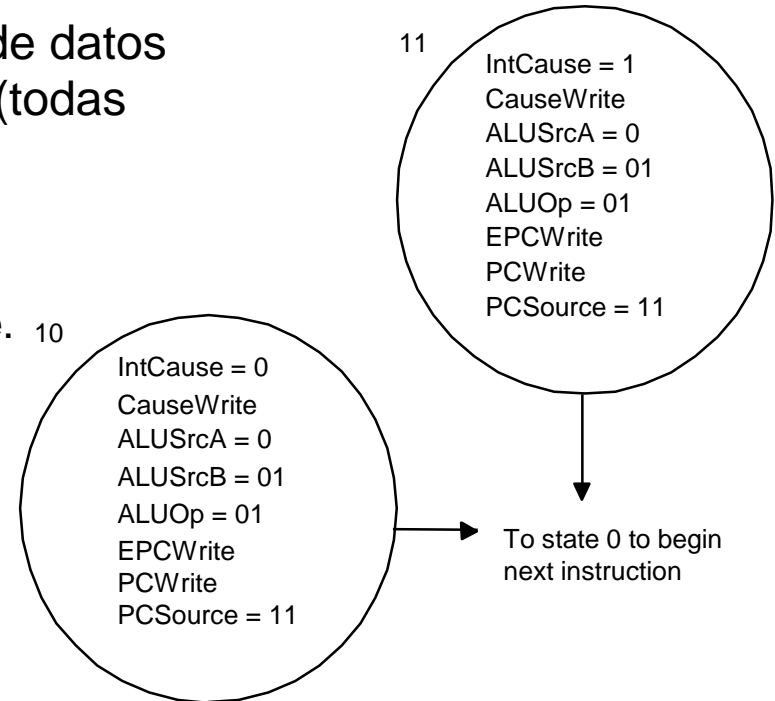 de datos
(todas
e. 10
11
IntCause = 1
CauseWrite
ALUSrcA = 0
ALUSrcB = 01
ALUOp = 01
EPCWrite
PCWrite
PCSource = 11
IntCause = 0
CauseWrite
ALUSrcA = 0
ALUSrcB = 01
ALUOp = 01
EPCWrite
PCWrite
PCSource = 11
To state 0 to begin
next instruction